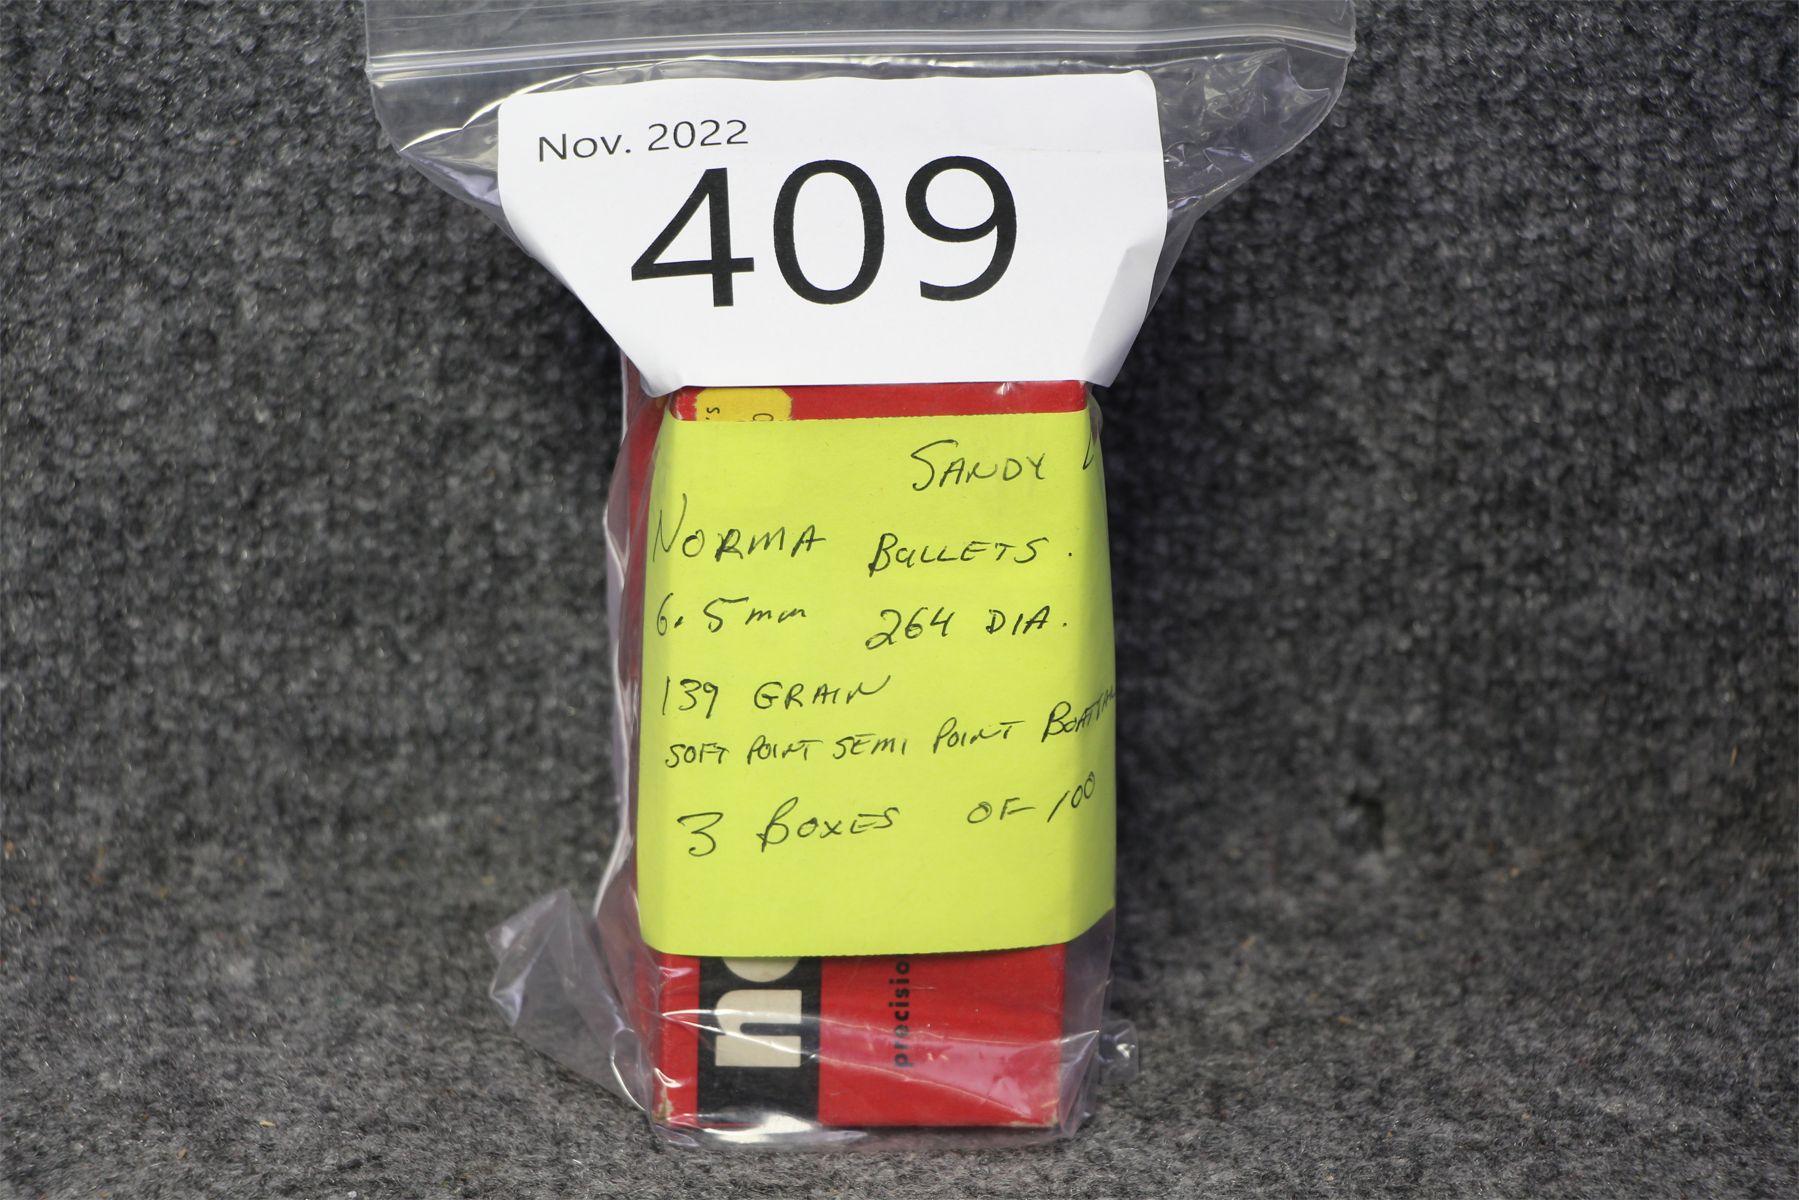 Nov. 2022
409
SANDY
NORMA BULLETS.
6.5mm 264 DIA.
139 GRAIN
SOFT POINT SEMI POINT
3 BOXES OF 100
precisio